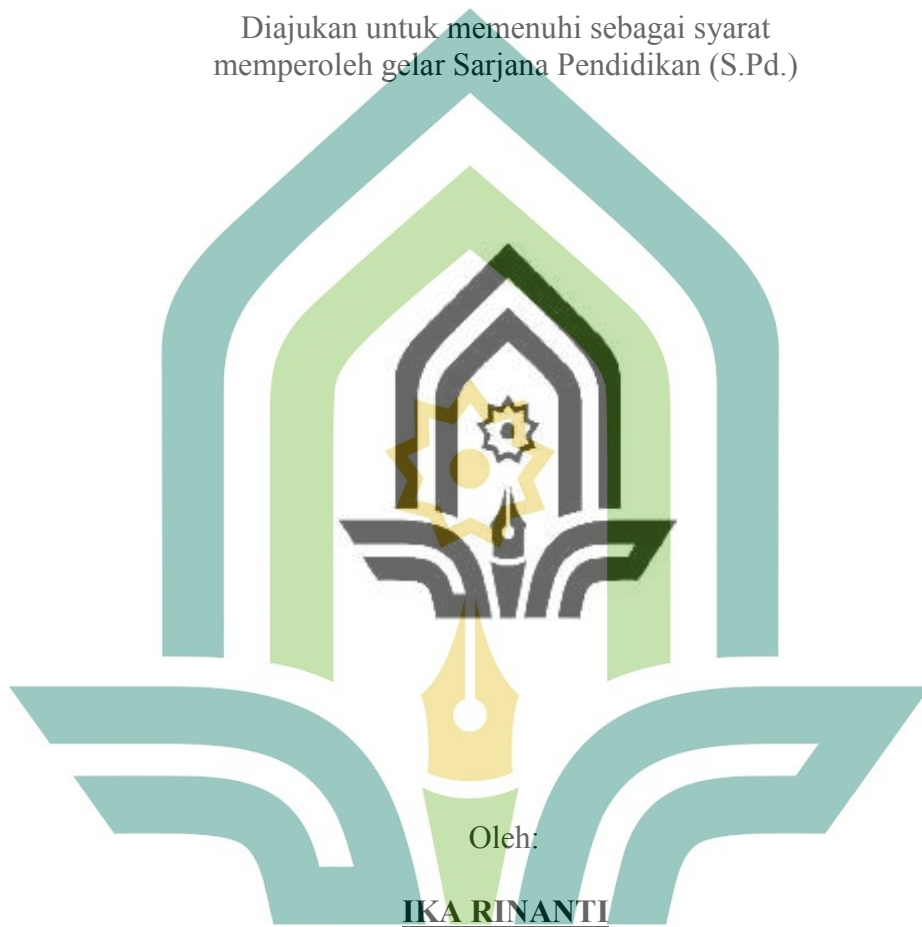 Diajukan untuk memenuhi sebagai syarat
memperoleh gelar Sarjana Pendidikan (S.Pd.)
Oleh:
IKA RINANTI